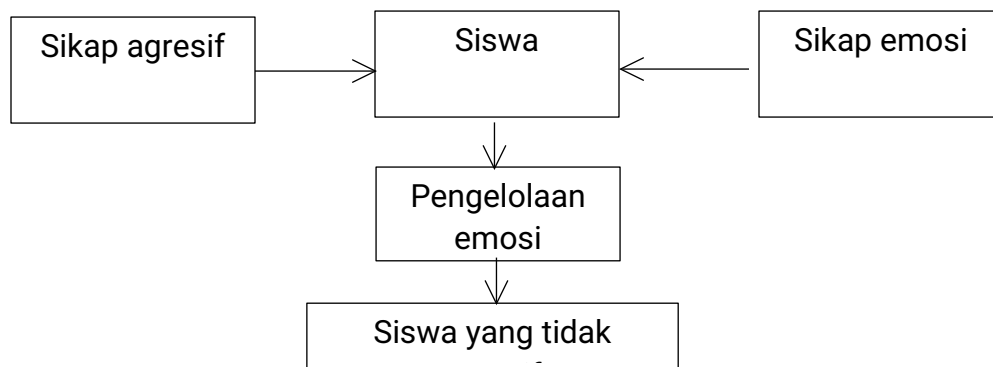 Sikap agresif
Siswa
Sikap emosi
Pengelolaan
emosi
Siswa yang tidak